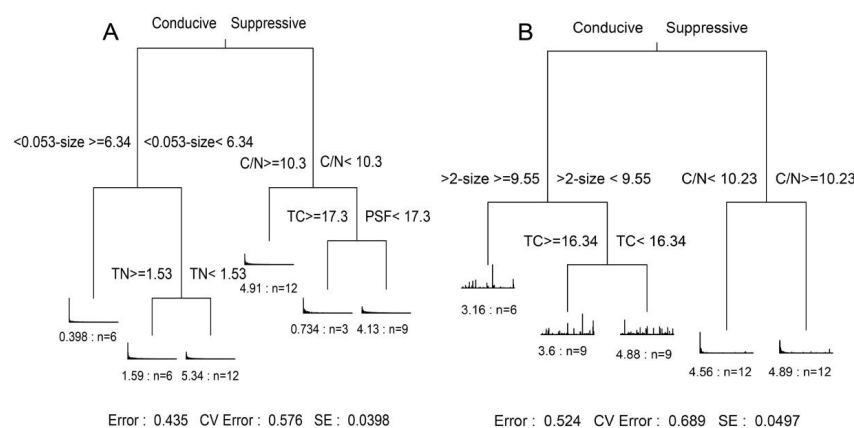 A
Conducive Suppressive
<0.053-size >=6.34 <0.053-size< 6.34
C/N>=10.3 C/N< 10.3
TC>=17.3 PSF< 17.3
TN>=1.53 TN< 1.53
4.91 : n=12
0.398 : n=6
0.734 : n=3 4.13 : n=9
1.59 : n=6 5.34 : n=12
Error : 0.435 CV Error : 0.576 SE : 0.0398
B
Conducive Suppressive
>2-size >=9.55 >2-size < 9.55
C/N< 10.23 C/N>=10.23
TC>=16.34 TC< 16.34
3.16 : n=6
3.6 : n=9 4.88 : n=9
4.56 : n=12 4.89 : n=12
Error : 0.524 CV Error : 0.689 SE : 0.0497